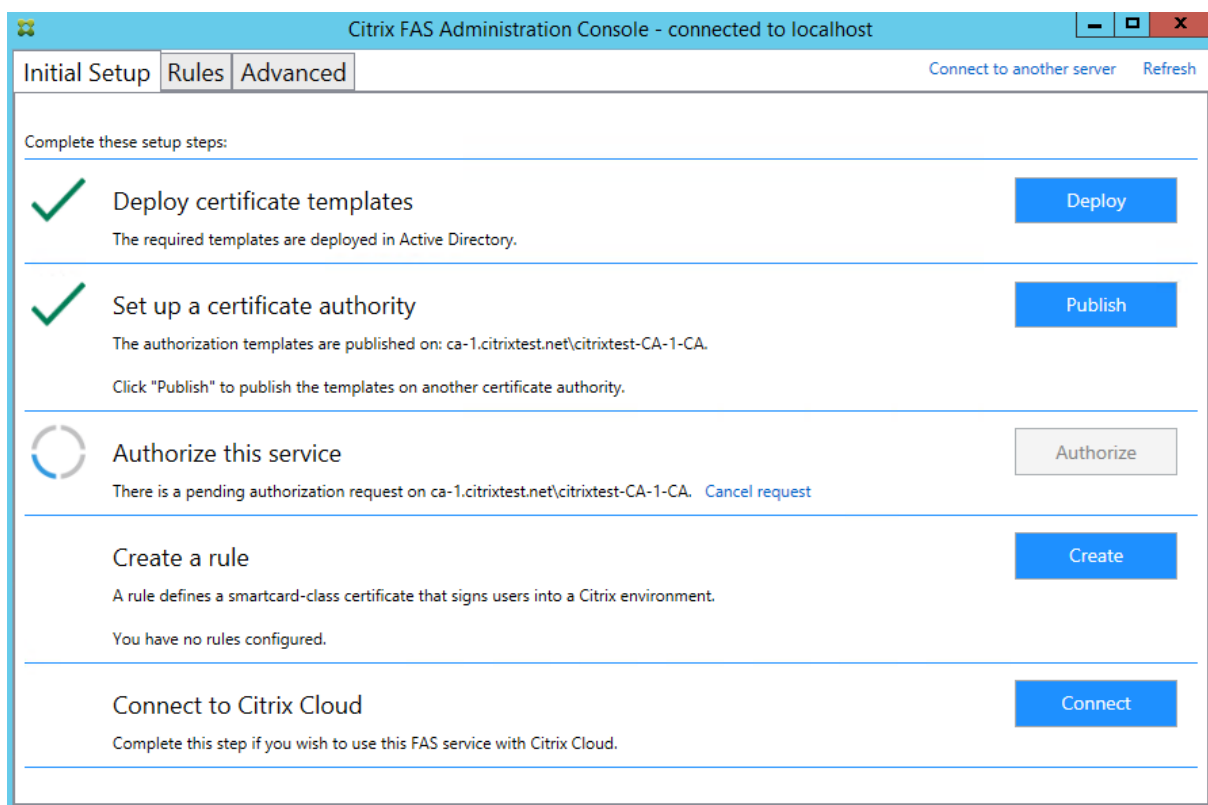 Citrix FAS Administration Console - connected to localhost
Initial Setup Rules Advanced Connect to another server Refresh
Complete these setup steps:
Deploy certificate templates Deploy
The required templates are deployed in Active Directory.
Set up a certificate authority Publish
The authorization templates are published on: ca-1.citrixtest.net\citrixtest-CA-1-CA.
Click "Publish" to publish the templates on another certificate authority.
Authorize this service Authorize
There is a pending authorization request on ca-1.citrixtest.net\citrixtest-CA-1-CA. Cancel request
Create a rule Create
A rule defines a smartcard-class certificate that signs users into a Citrix environment.
You have no rules configured.
Connect to Citrix Cloud Connect
Complete this step if you wish to use this FAS service with Citrix Cloud.